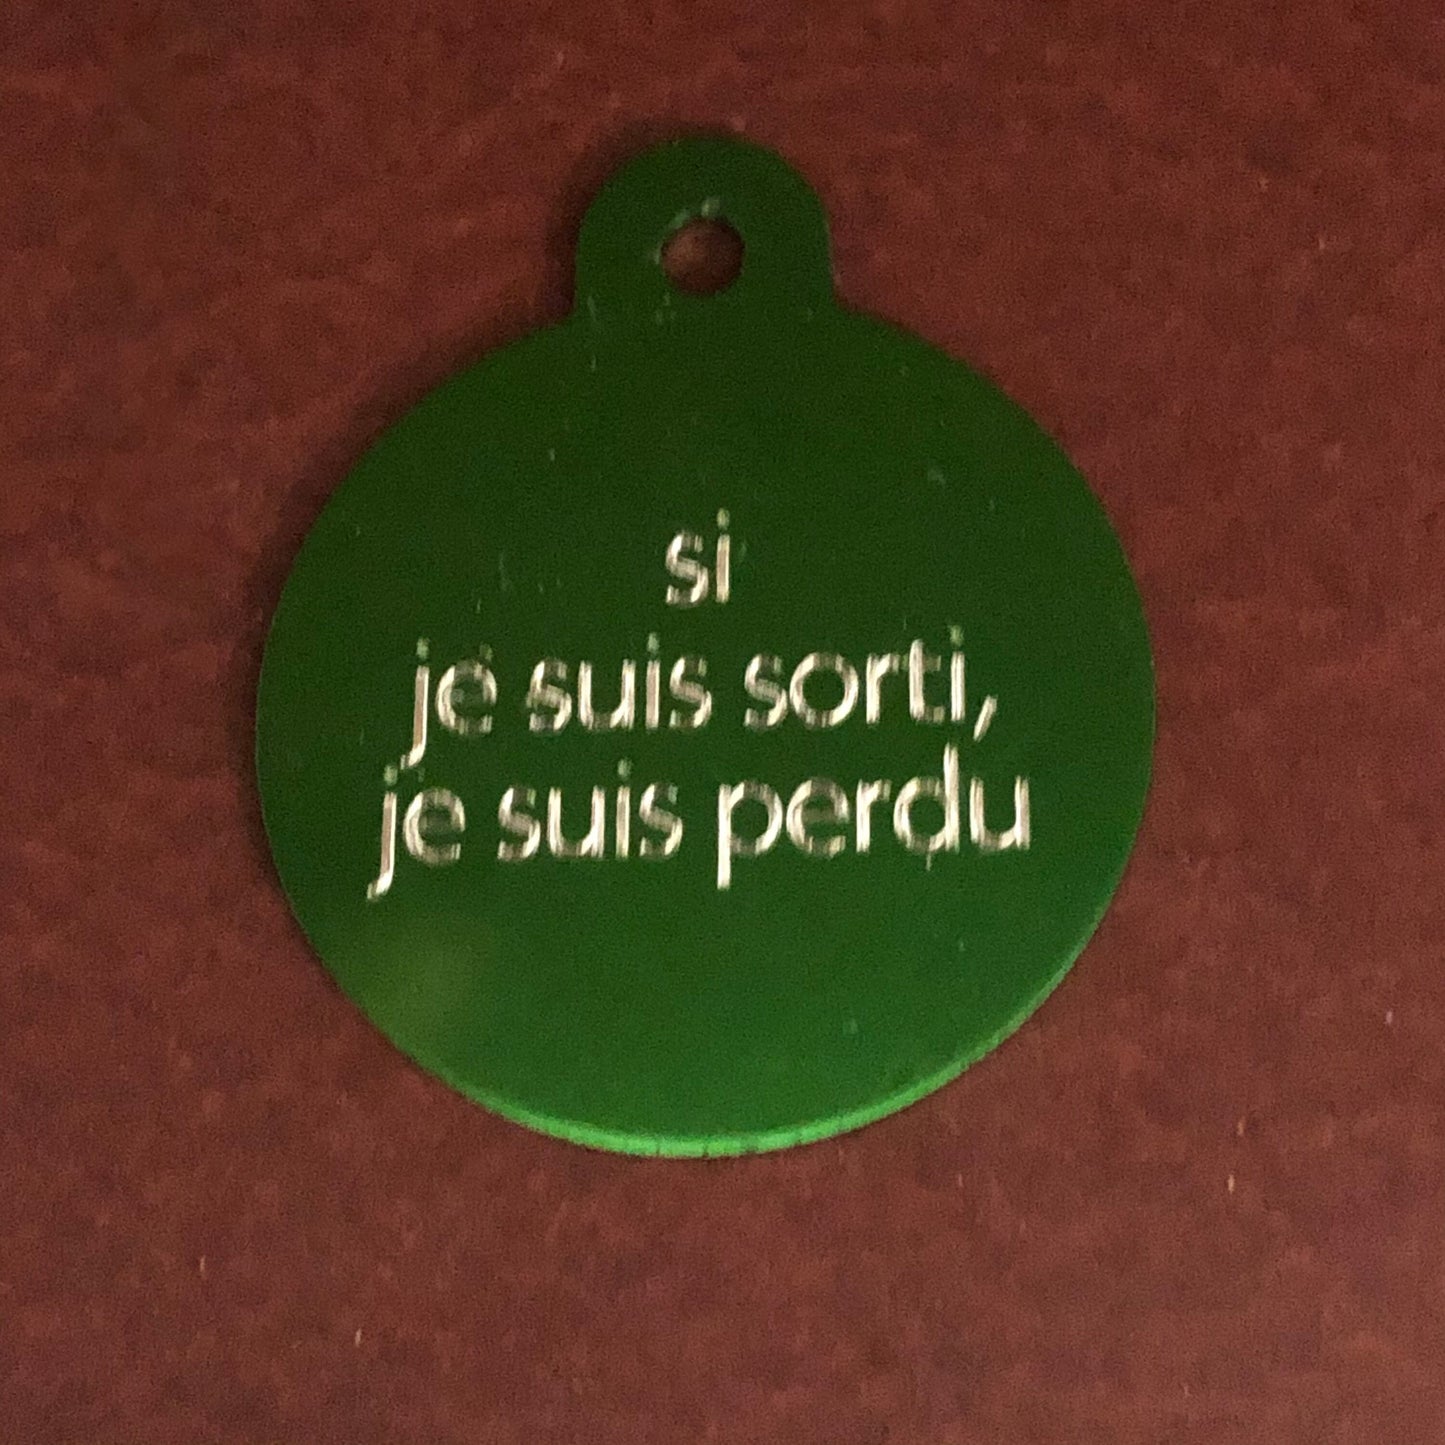 si
je suis sorti,
je suis perdu